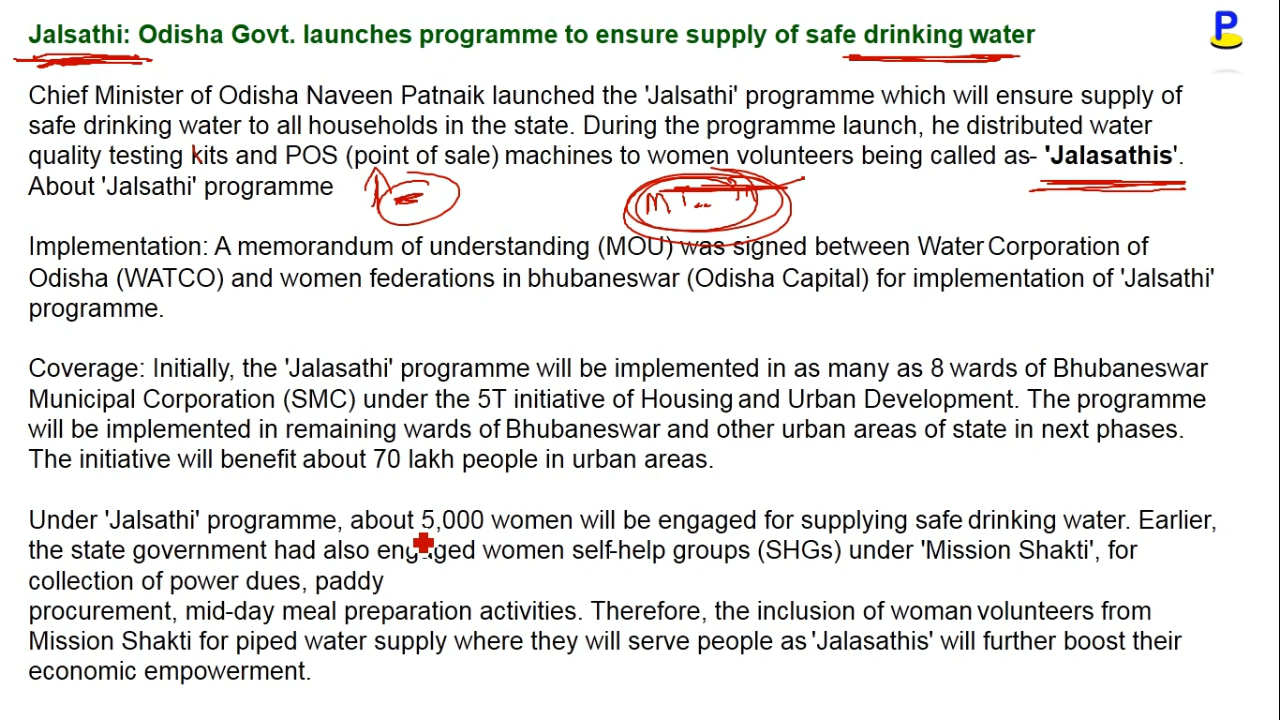 Jalsathi: Odisha Govt. launches programme to ensure supply of safe drinking water
P
Chief Minister of Odisha Naveen Patnaik launched the 'Jalsathi' programme which will ensure supply of
safe drinking water to all households in the state. During the programme launch, he distributed water
quality testing kits and POS (point of sale) machines to women volunteers being called as- 'Jalasathis'.
About 'Jalsathi' programme
Implementation: A memorandum of understanding (MOU) was signed between Water Corporation of
Odisha (WATCO) and women federations in bhubaneswar (Odisha Capital) for implementation of 'Jalsathi'
programme.
Coverage: Initially, the 'Jalasathi' programme will be implemented in as many as 8 wards of Bhubaneswar
Municipal Corporation (SMC) under the 5T initiative of Housing and Urban Development. The programme
will be implemented in remaining wards of Bhubaneswar and other urban areas of state in next phases.
The initiative will benefit about 70 lakh people in urban areas.
Under 'Jalsathi' programme, about 5,000 women will be engaged for supplying safe drinking water. Earlier,
the state government had also engaged women self-help groups (SHGs) under 'Mission Shakti', for
collection of power dues, paddy
procurement, mid-day meal preparation activities. Therefore, the inclusion of woman volunteers from
Mission Shakti for piped water supply where they will serve people as 'Jalasathis' will further boost their
economic empowerment.